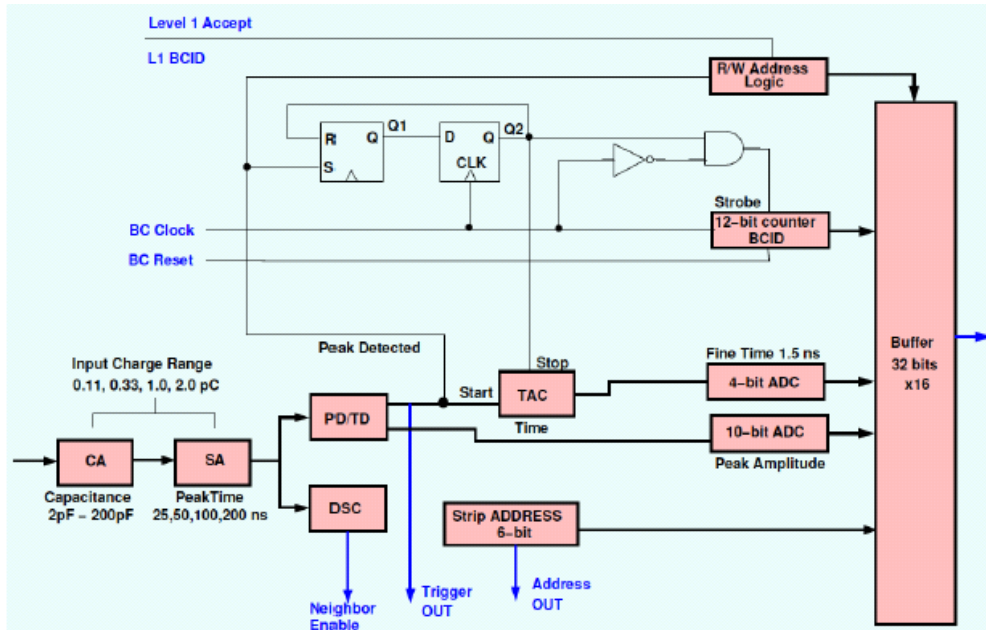 Level 1 Accept
L1 BCID
R/W Address
Logic
R
Q
Q1
D
Q
Q2
S
CLK
Strobe
BC Clock
12-bit counter
BCID
BC Reset
Peak Detected
Buffer
32 bits
x16
Input Charge Range
0.11, 0.33, 1.0, 2.0 pC
Stop
Fine Time 1.5 ns
Start
TAC
4-bit ADC
Time
PD/TD
10-bit ADC
Peak Amplitude
CA
SA
Capacitance
2pF - 200pF
PeakTime
25,50,100,200 ns
DSC
Strip ADDRESS
6-bit
Neighbor
Enable
Trigger
OUT
Address
OUT